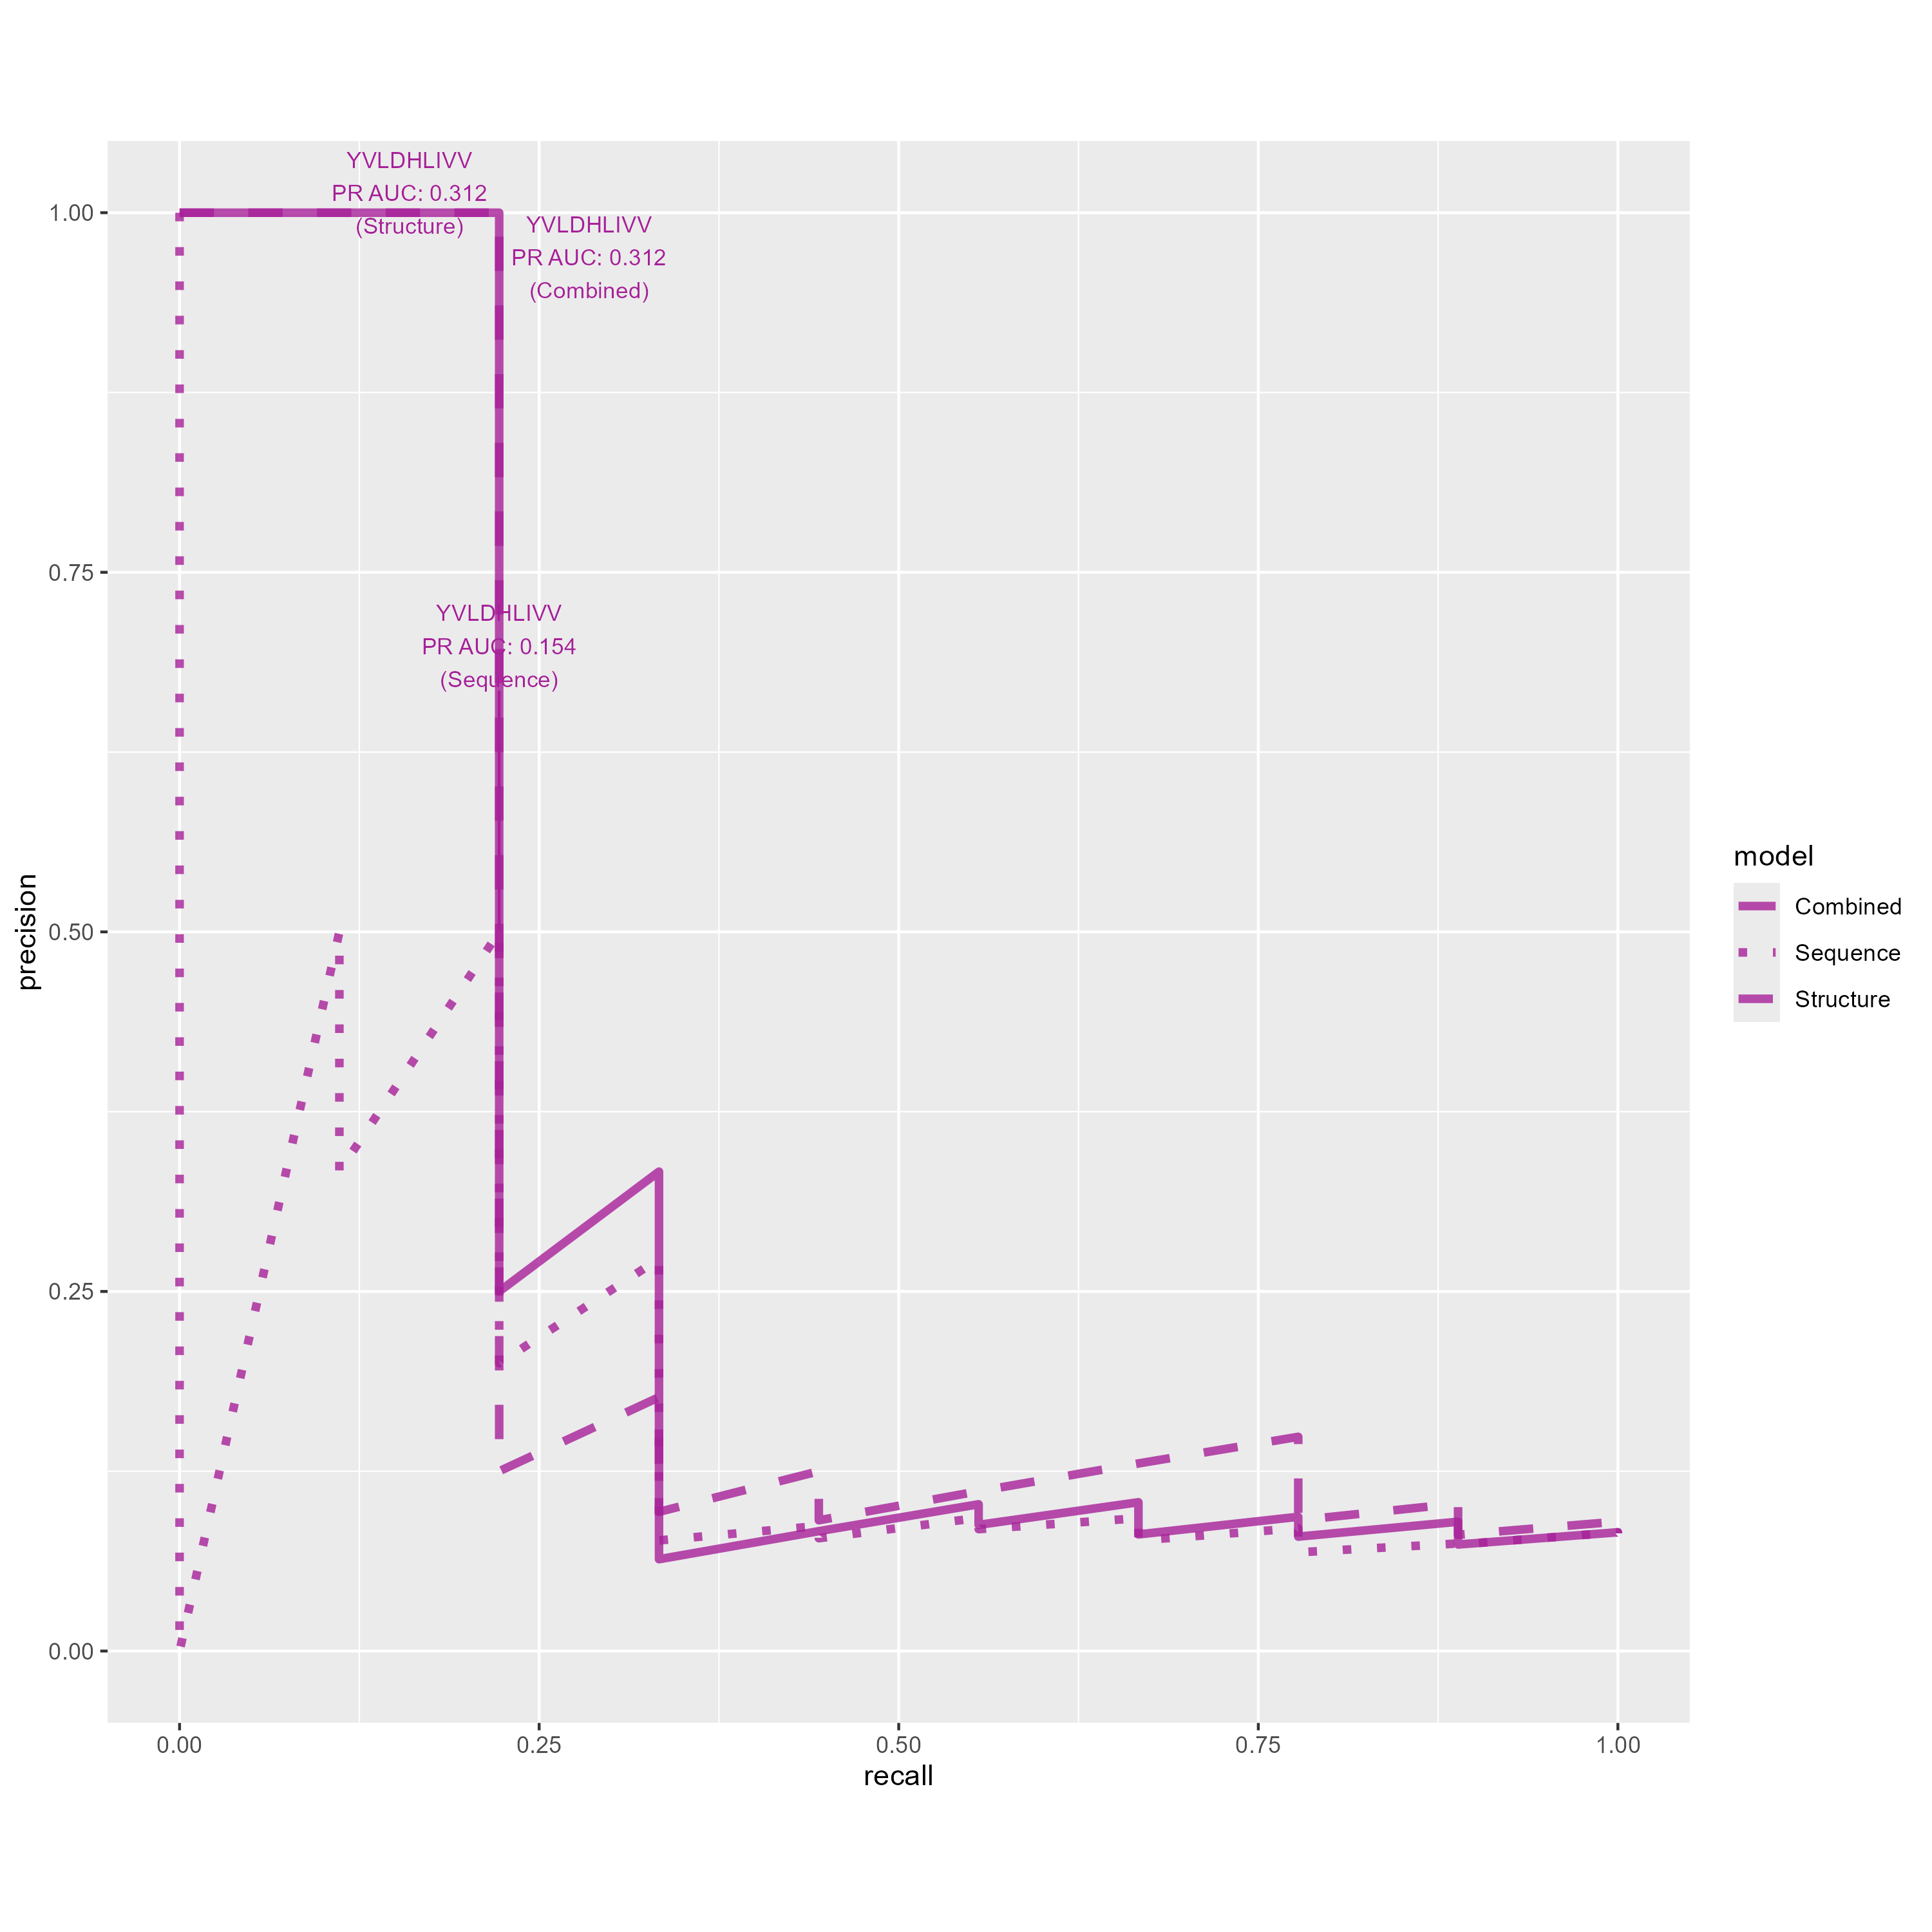 YVLDHLIVV
PR AUC: 0.312
(Structure)
YVLDHLIVV
PR AUC: 0.312
(Combined)
YVLDHLIVV
PR AUC: 0.154
(Sequence)
1.00
0.75
0.50
0.25
0.00
precision
0.00
0.25
0.50
0.75
1.00
recall
model
Combined
Sequence
Structure